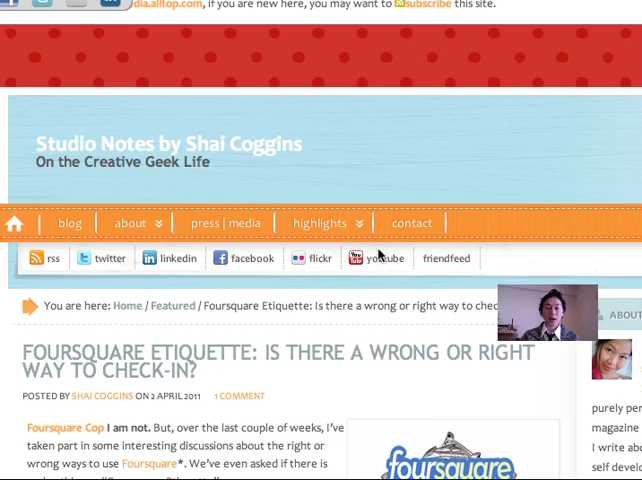 dia.alltop.com, if you are new here, you may want to subscribe this site.
Studio Notes by Shai Coggins
On the Creative Geek Life
blog about press | media highlights contact
rss twitter linkedin facebook flickr youtube friendfeed
You are here: Home / Featured / Foursquare Etiquette: Is there a wrong or right way to chec
ABOUT
FOURSQUARE ETIQUETTE: IS THERE A WRONG OR RIGHT
WAY TO CHECK-IN?
POSTED BY SHAI COGGINS ON 2 APRIL 2011 1 COMMENT
Foursquare Cop I am not. But, over the last couple of weeks, I've
taken part in some interesting discussions about the right or
wrong ways to use Foursquare*. We've even asked if there is
foursquare
purely per
magazine
I write abo
self develo